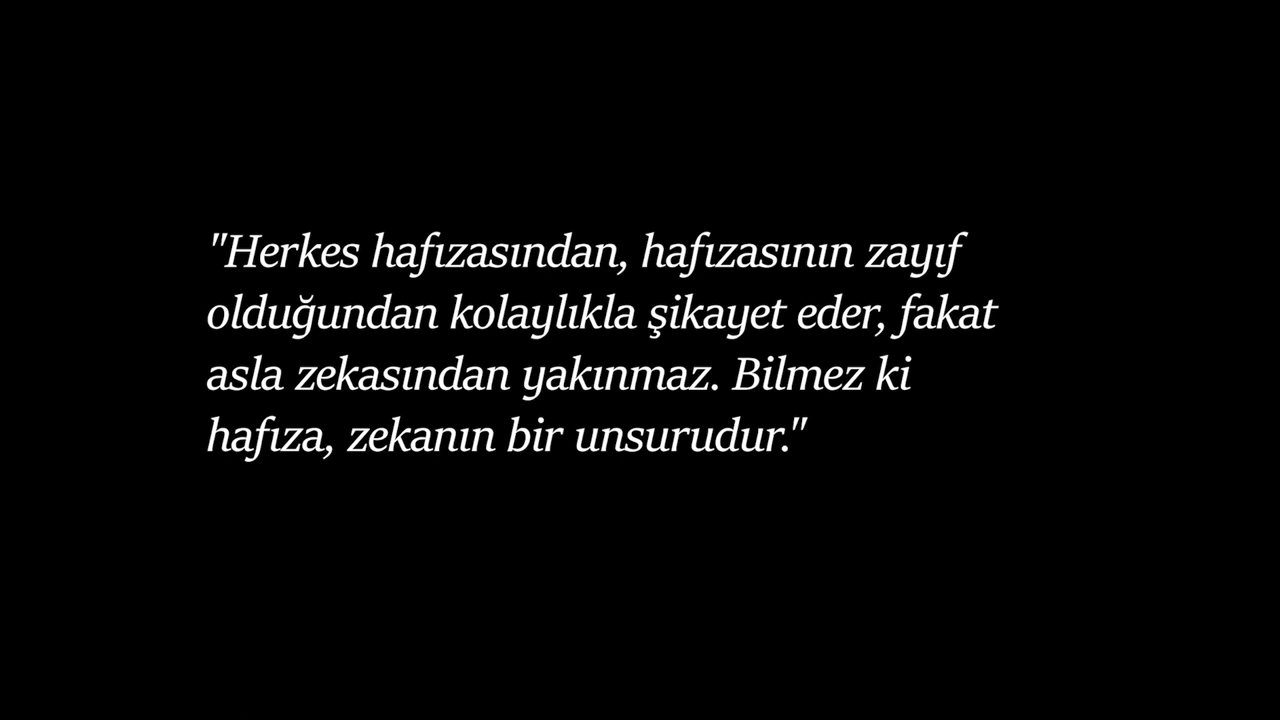 "Herkes hafızasından, hafızasının zayıf
olduğundan kolaylıkla şikayet eder, fakat
asla zekasından yakınmaz. Bilmez ki
hafıza, zekanın bir unsurudur."